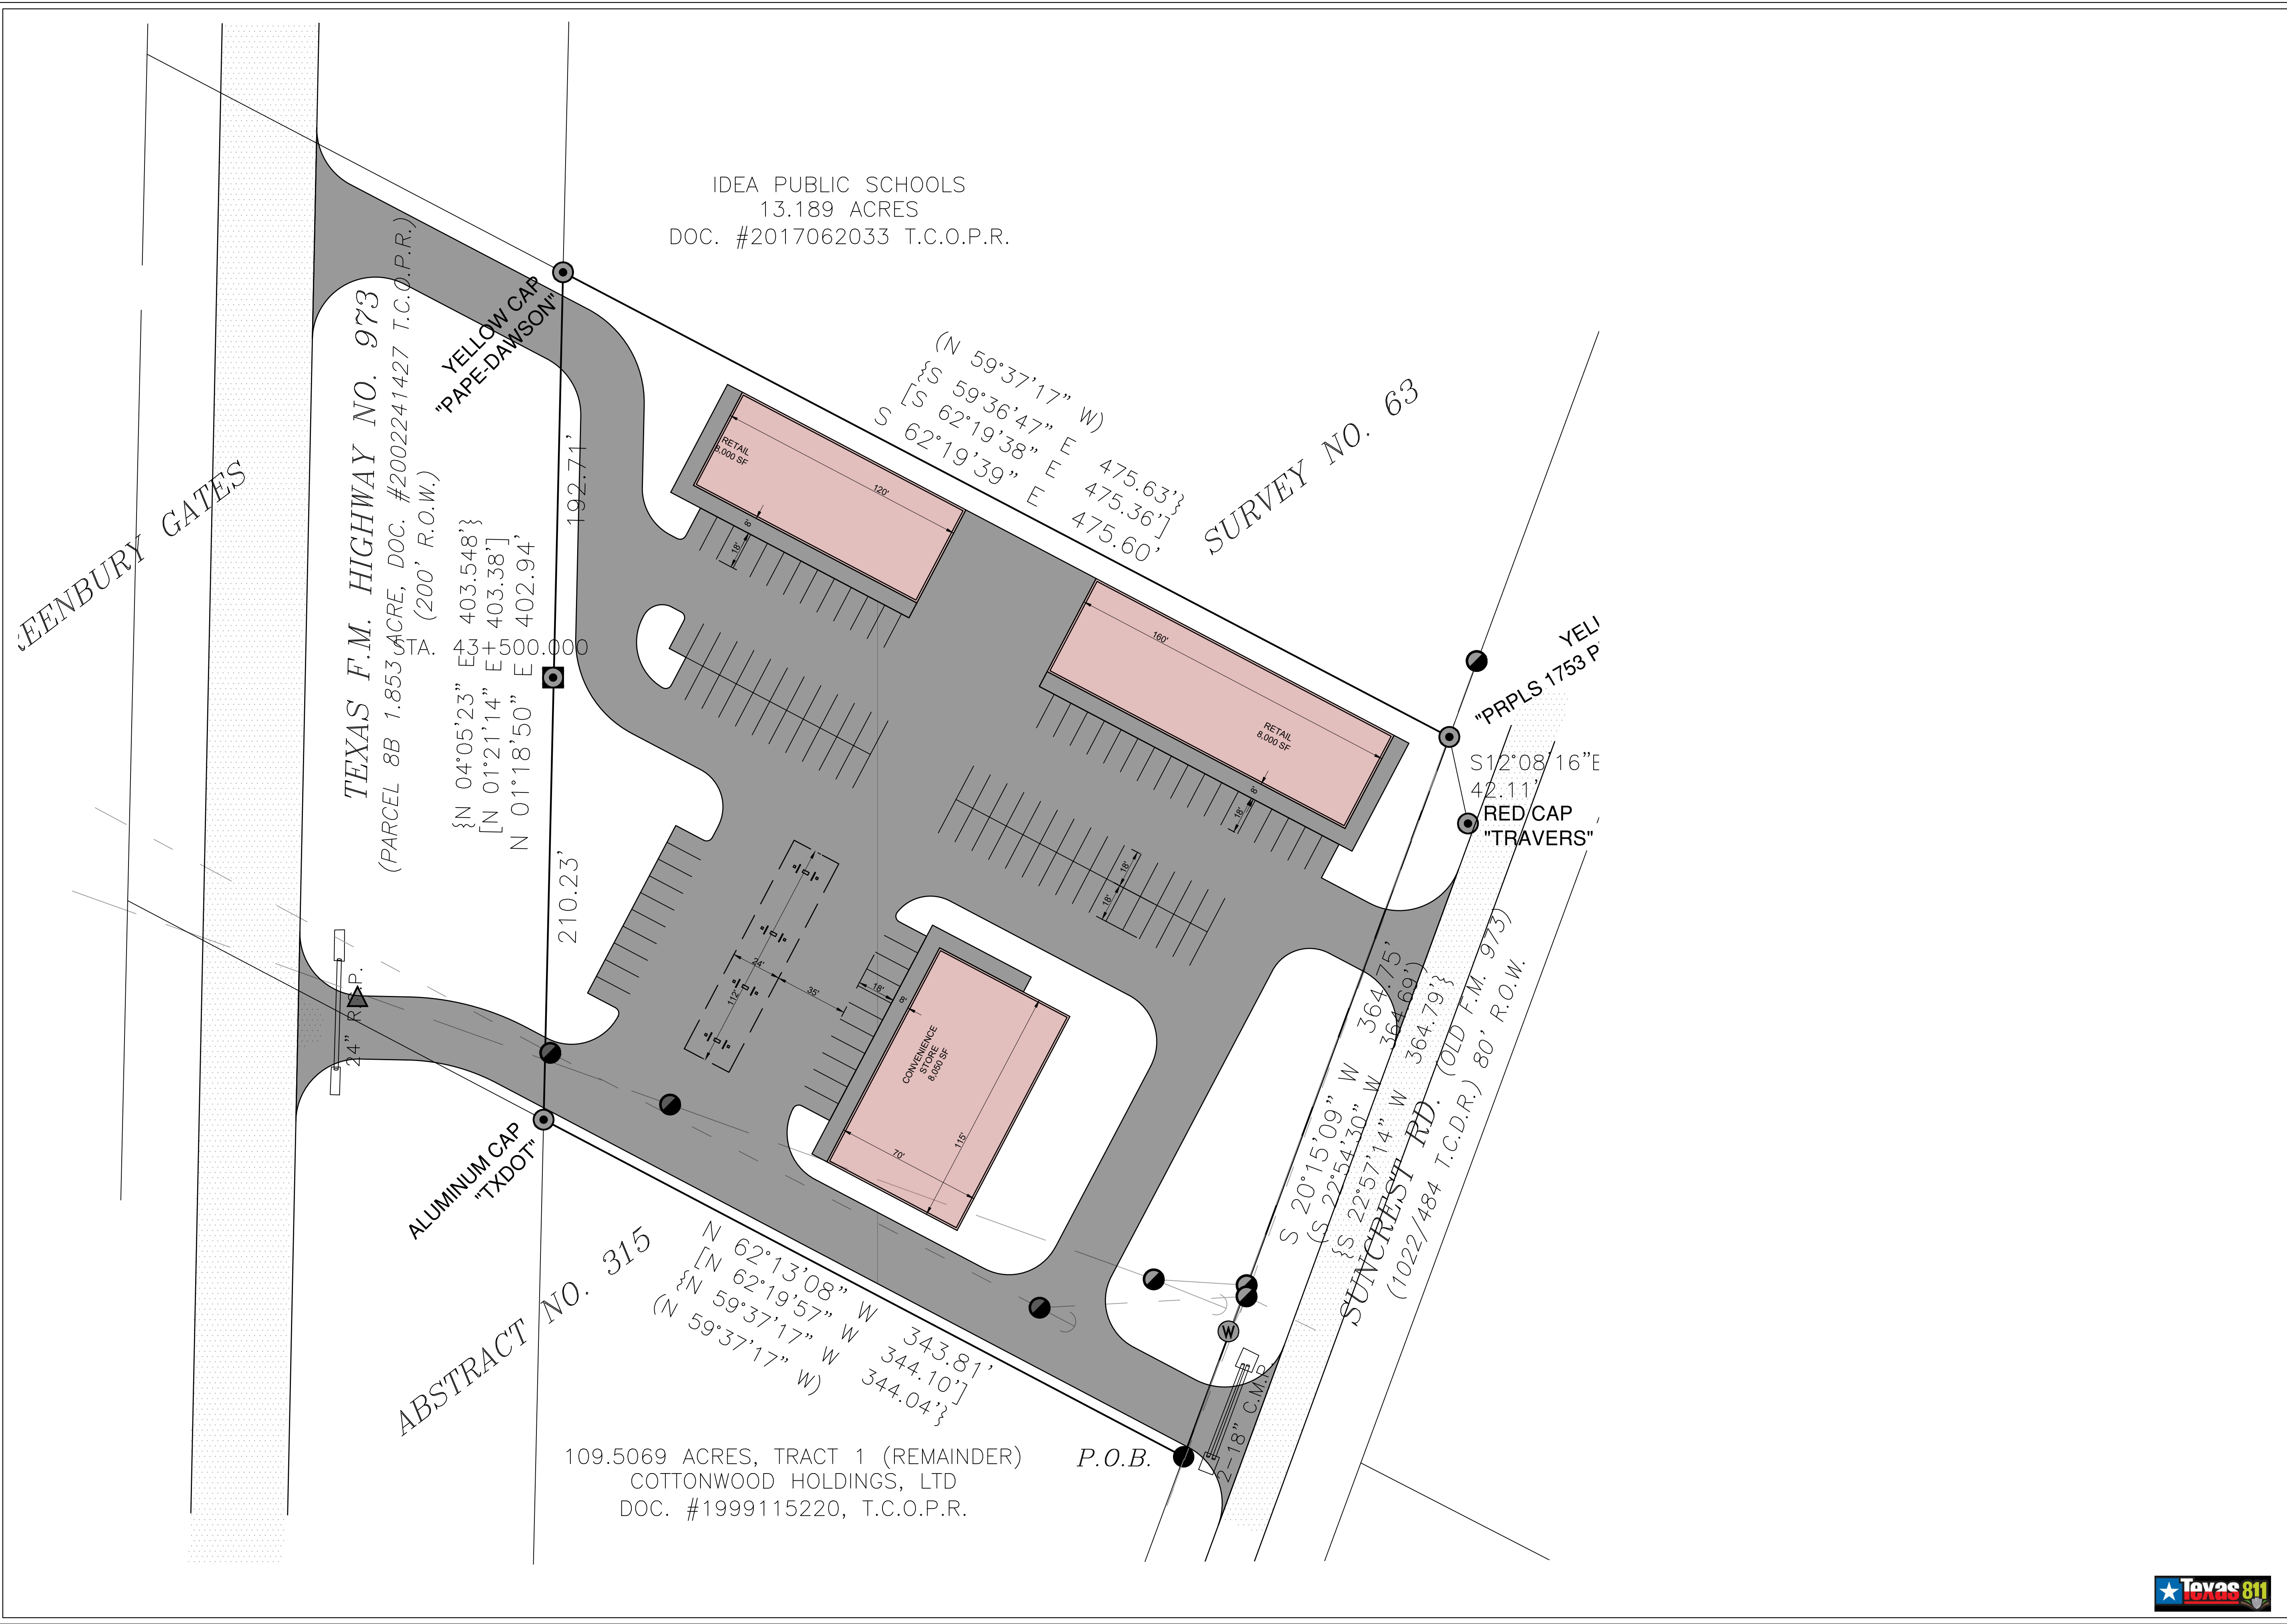 IDEA PUBLIC SCHOOLS
13.189 ACRES
DOC. #2017062033 T.C.O.P.R.
YELLOW CAP
"PAPE-DAWSON"
TEXAS F.M. HIGHWAY NO. 973
(PARCEL 8B 1.853 ACRE, DOC. #2002241427 T.C.O.P.R.)
(200' R.O.W.)
{N 04°05'23" E 403.548'}
[N 01°21'14" E 403.38']
N 01°18'50" E 402.94'
192.71'
STA. 43+500.000
210.23'
GATES
(N 59°37'17" W)
{S 59°36'47" E 475.63'}
[S 62°19'38" E 475.36']
S 62°19'39" E 475.60'
SURVEY NO. 63
RETAIL
8,000 SF
120'
8'
18'
160'
RETAIL
8,000 SF
8'
18'
"PRPLS 1753 P
S12°08'16"E
42.11'
RED CAP
"TRAVERS"
18'
18'
24'
112'
35'
18'
8'
CONVENIENCE
STORE
8,050 SF
70'
115'
24" R.C.P.
ALUMINUM CAP
"TXDOT"
ABSTRACT NO. 315
N 62°13'08" W 343.81'
[N 62°19'57" W 344.10']
{N 59°37'17" W 344.04'}
(N 59°37'17" W)
S 20°15'09" W 364.75'
(S 22°54'30" W 364.69')
{S 22°57'14" W 364.79'}
SUNCREST RD. (OLD F.M. 973)
(1022/484 T.C.D.R.) 80' R.O.W.
W
2-18" C.M.P.
P.O.B.
109.5069 ACRES, TRACT 1 (REMAINDER)
COTTONWOOD HOLDINGS, LTD
DOC. #1999115220, T.C.O.P.R.
Texas 811